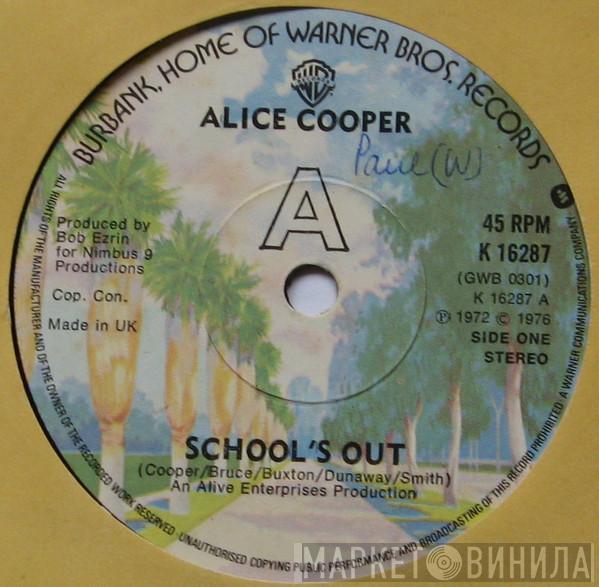 BURBANK, HOME OF WARNER BROS. RECORDS
ALICE COOPER
Paul (W)
A
Produced by
Bob Ezrin
for Nimbus 9
Productions
Cop. Con.
Made in UK
45 RPM
K 16287
(GWB 0301)
K 16287 A
℗ 1972 © 1976
SIDE ONE
STEREO
SCHOOL'S OUT
(Cooper/Bruce/Buxton/Dunaway/Smith)
An Alive Enterprises Production
ALL RIGHTS OF THE MANUFACTURER AND OF THE OWNER OF THE RECORDED WORK RESERVED · UNAUTHORISED COPYING PUBLIC PERFORMANCE AND BROADCASTING OF THIS RECORD PROHIBITED A WARNER COMMUNICATIONS COMPANY
МАРКЕТ ВИНИЛА